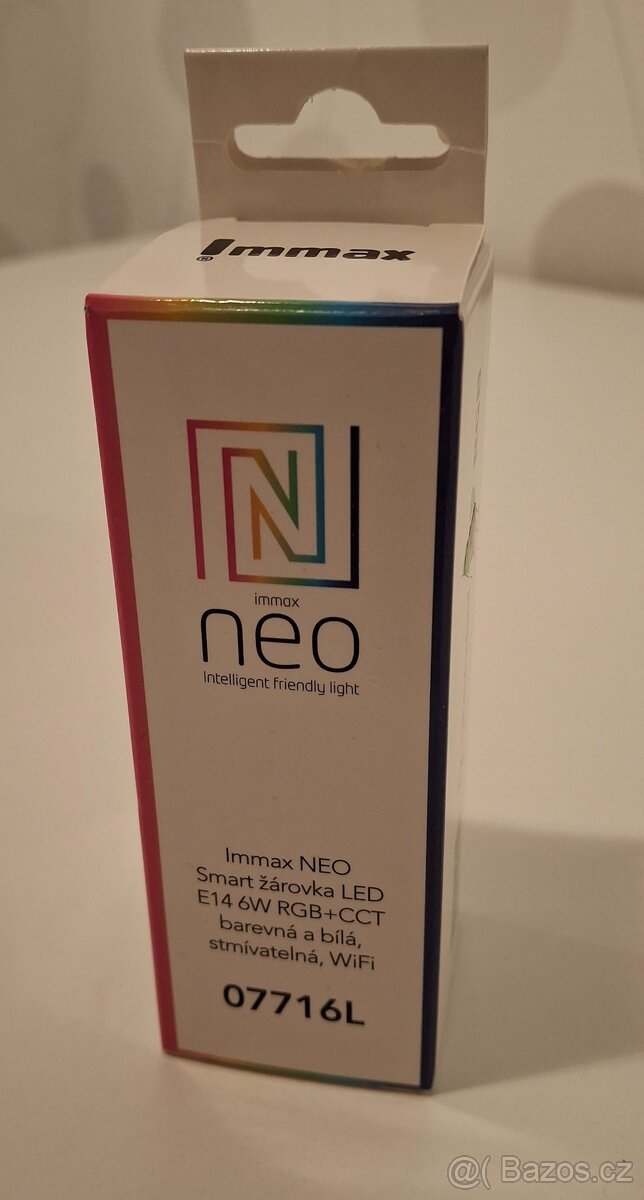 Immax®
N
immax
neo
Intelligent friendly light
Immax NEO
Smart žárovka LED
E14 6W RGB+CCT
barevná a bílá,
stmívatelná, WiFi
07716L
@( Bazos.cz